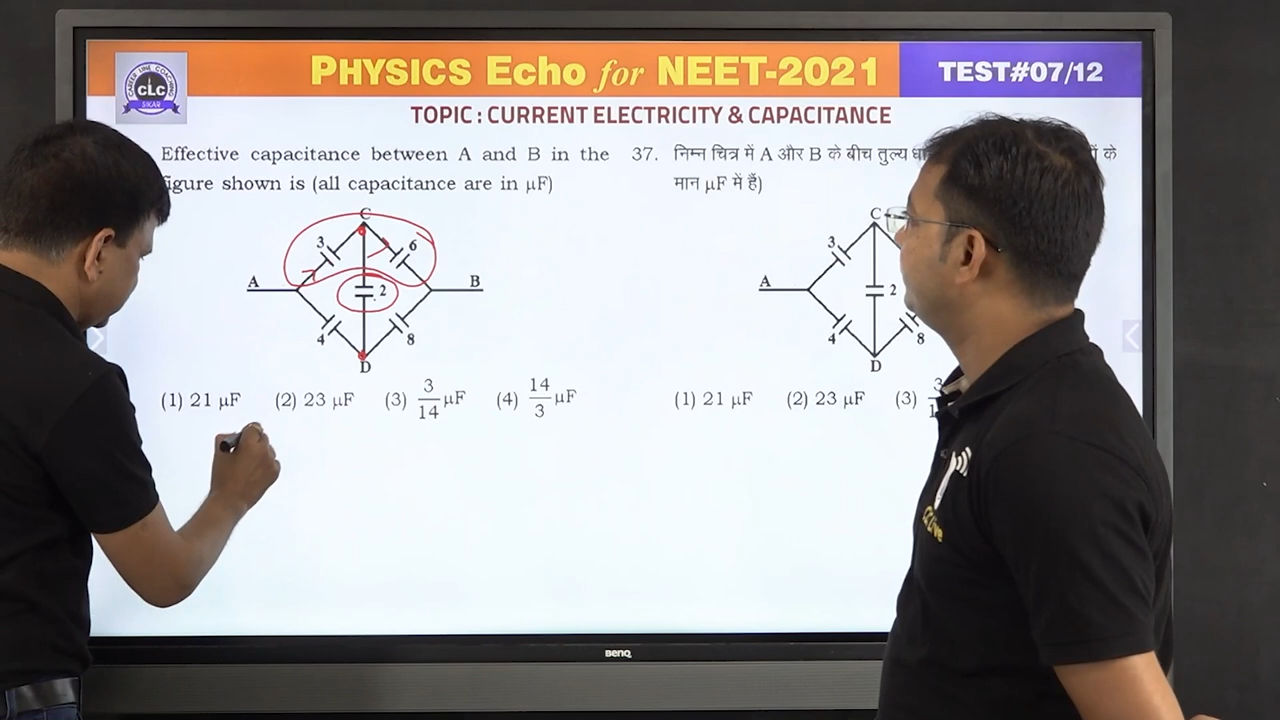 PHYSICS Echo for NEET-2021
TEST#07/12
CAREER LINE COACHING
CLC
SIKAR
TOPIC : CURRENT ELECTRICITY & CAPACITANCE
Effective capacitance between A and B in the
figure shown is (all capacitance are in µF)
C
3 6
A 2 B
4 8
D
(1) 21 µF (2) 23 µF (3) 3/14 µF (4) 14/3 µF
37. निम्न चित्र में A और B के बीच तुल्य
मान µF में हैं)
C
3
A 2
4 8
D
(1) 21 µF (2) 23 µF (3)
BENQ